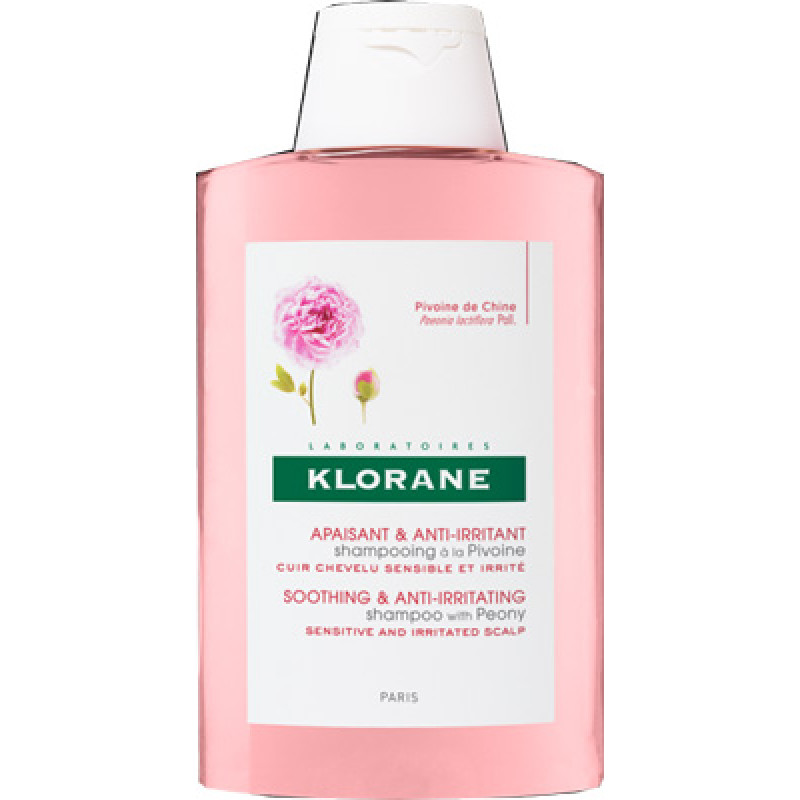 Pivoine de Chine
Paeonia lactiflora Pall.
LABORATOIRES
KLORANE
APAISANT & ANTI-IRRITANT
shampooing à la Pivoine
CUIR CHEVELU SENSIBLE ET IRRITÉ
SOOTHING & ANTI-IRRITATING
shampoo with Peony
SENSITIVE AND IRRITATED SCALP
PARIS